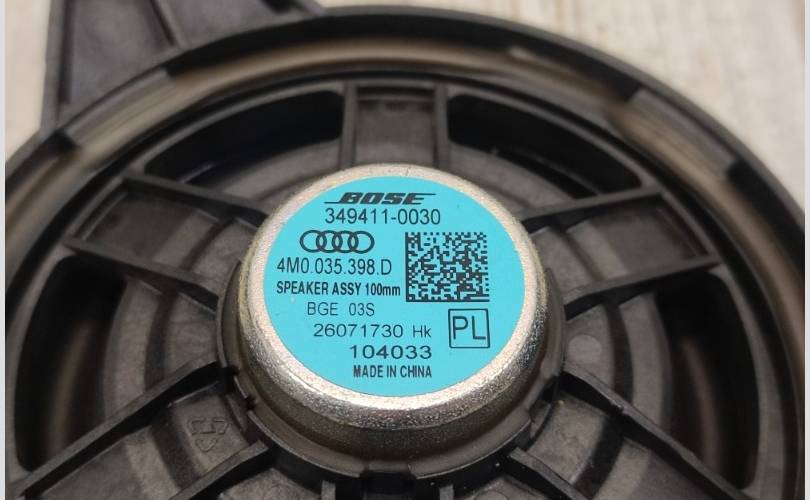 BOSE
349411-0030
4M0.035.398.D
SPEAKER ASSY 100mm
BGE 03S
26071730 Hk
PL
104033
MADE IN CHINA